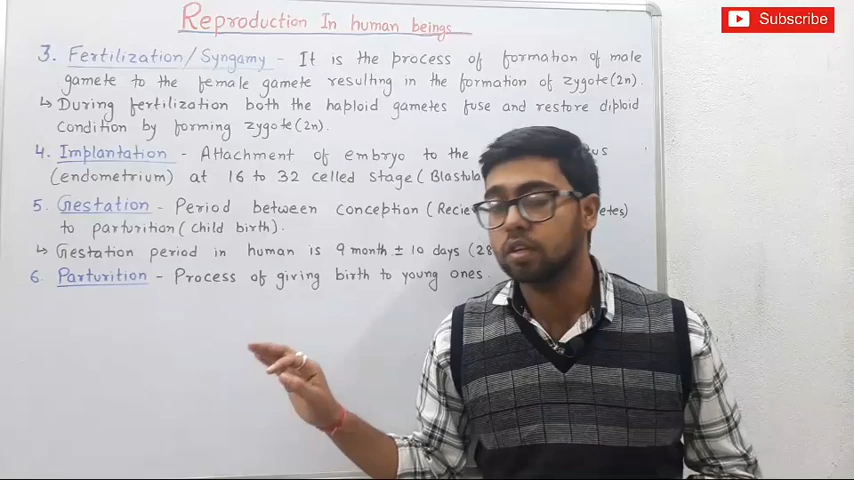 Reproduction In human beings
Subscribe
3. Fertilization/Syngamy - It is the process of formation of male
gamete to the female gamete resulting in the formation of zygote(2n).
↳ During fertilization both the haploid gametes fuse and restore diploid
condition by forming zygote(2n).
4. Implantation - Attachment of embryo to the
(endometrium) at 16 to 32 celled stage(
5. Gestation - Period between conception (
to parturition (child birth).
↳ Gestation period in human is 9 month ± 10 days
6. Parturition - Process of giving birth to young ones.